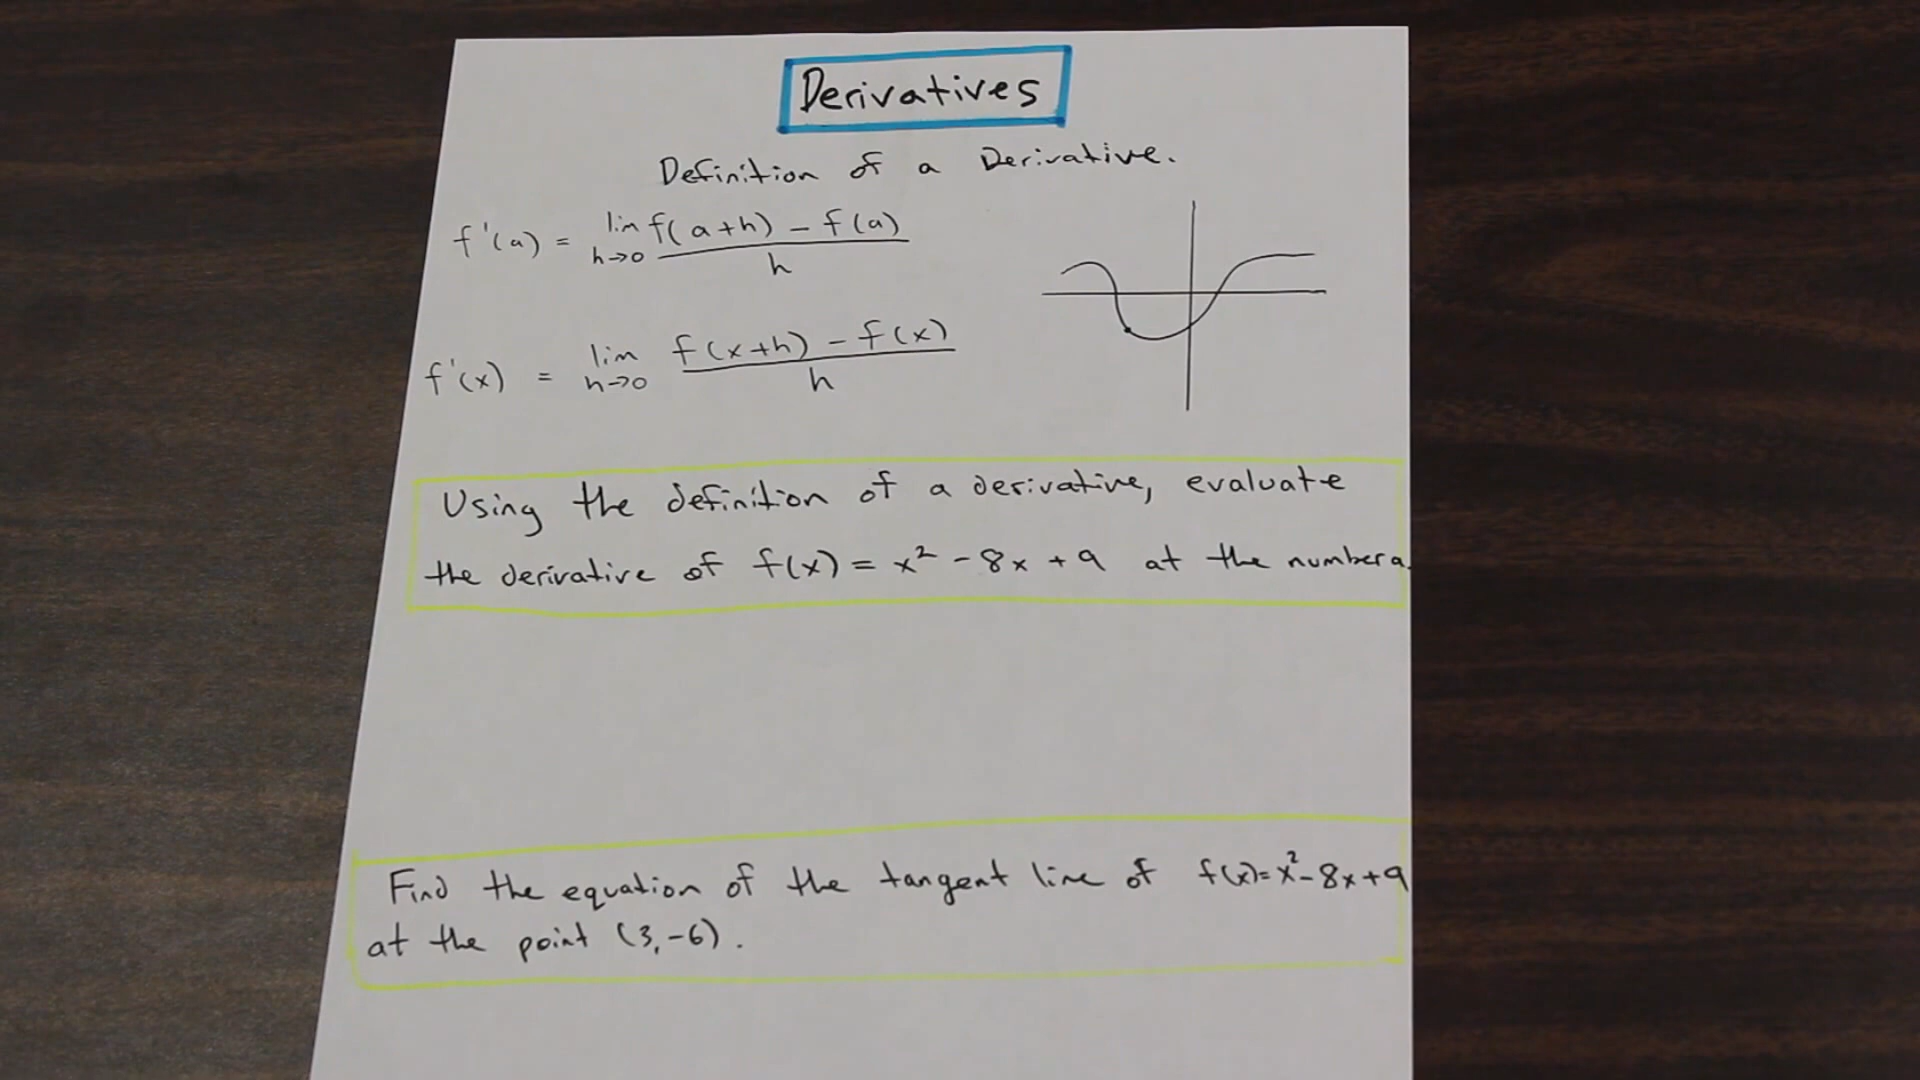 Derivatives
Definition of a Derivative.
f'(a) = lim h→0 f(a+h) - f(a) / h
f'(x) = lim h→0 f(x+h) - f(x) / h
Using the definition of a derivative, evaluate
the derivative of f(x) = x² - 8x + 9 at the number a.
Find the equation of the tangent line of f(x)= x² - 8x + 9
at the point (3, -6).